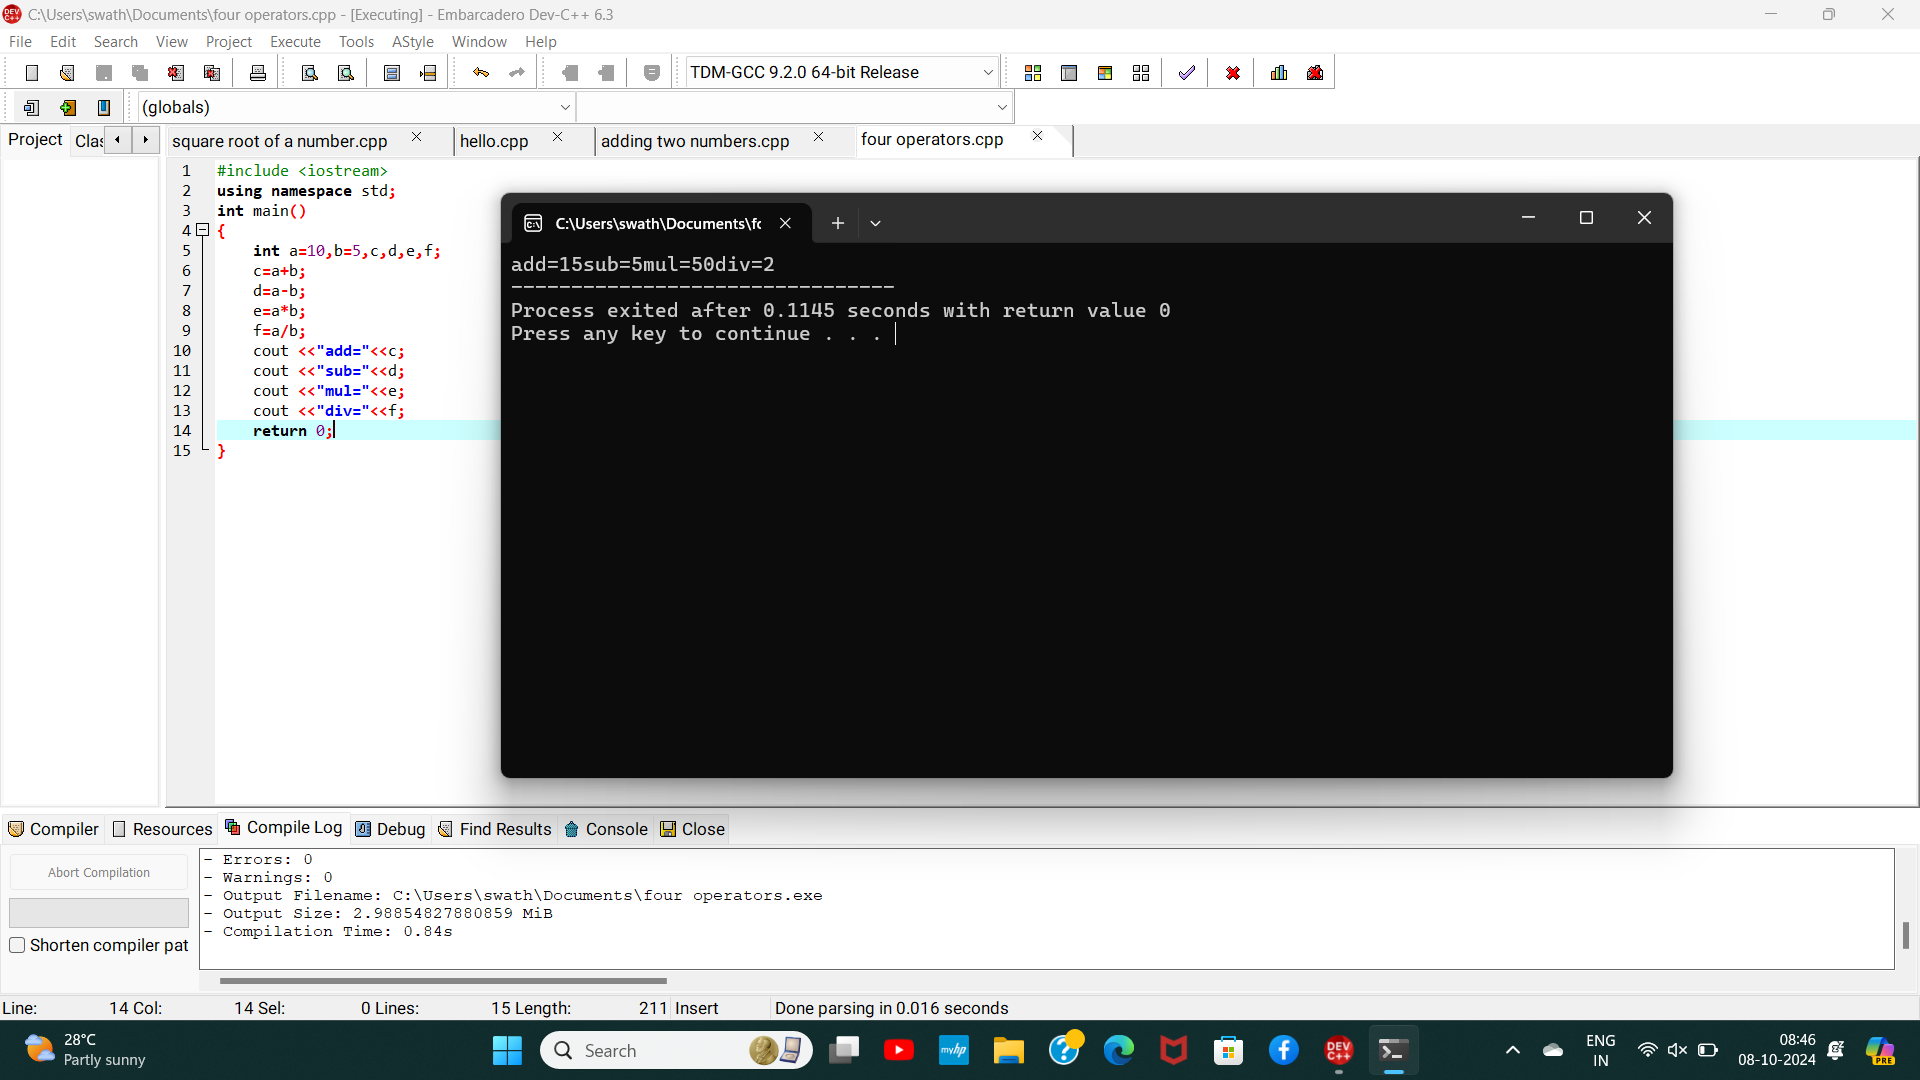 C:\Users\swath\Documents\four operators.cpp - [Executing] - Embarcadero Dev-C++ 6.3
File Edit Search View Project Execute Tools AStyle Window Help
TDM-GCC 9.2.0 64-bit Release
(globals)
Project Clas square root of a number.cpp hello.cpp adding two numbers.cpp four operators.cpp
1 #include <iostream>
2 using namespace std;
3 int main()
4 {
5 int a=10,b=5,c,d,e,f;
6 c=a+b;
7 d=a-b;
8 e=a*b;
9 f=a/b;
10 cout <<"add="<<c;
11 cout <<"sub="<<d;
12 cout <<"mul="<<e;
13 cout <<"div="<<f;
14 return 0;
15 }
C:\Users\swath\Documents\fo
add=15sub=5mul=50div=2
--------------------------------
Process exited after 0.1145 seconds with return value 0
Press any key to continue . . .
Compiler Resources Compile Log Debug Find Results Console Close
Abort Compilation
Shorten compiler pat
- Errors: 0
- Warnings: 0
- Output Filename: C:\Users\swath\Documents\four operators.exe
- Output Size: 2.98854827880859 MiB
- Compilation Time: 0.84s
Line: 14 Col: 14 Sel: 0 Lines: 15 Length: 211 Insert Done parsing in 0.016 seconds
28°C
Partly sunny
Search
myhp
DEV C++
ENG
IN
08:46
08-10-2024
PRE